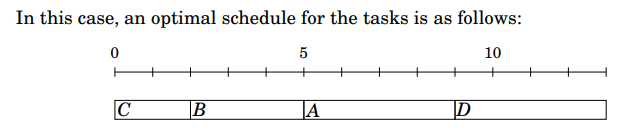 In this case, an optimal schedule for the tasks is as follows:
0 5 10
C B A D